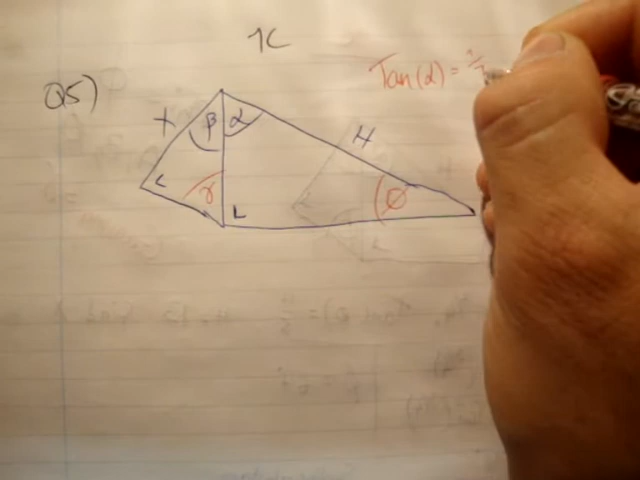 1C
Q5)
Tan(α) =
x β α H
γ L θ